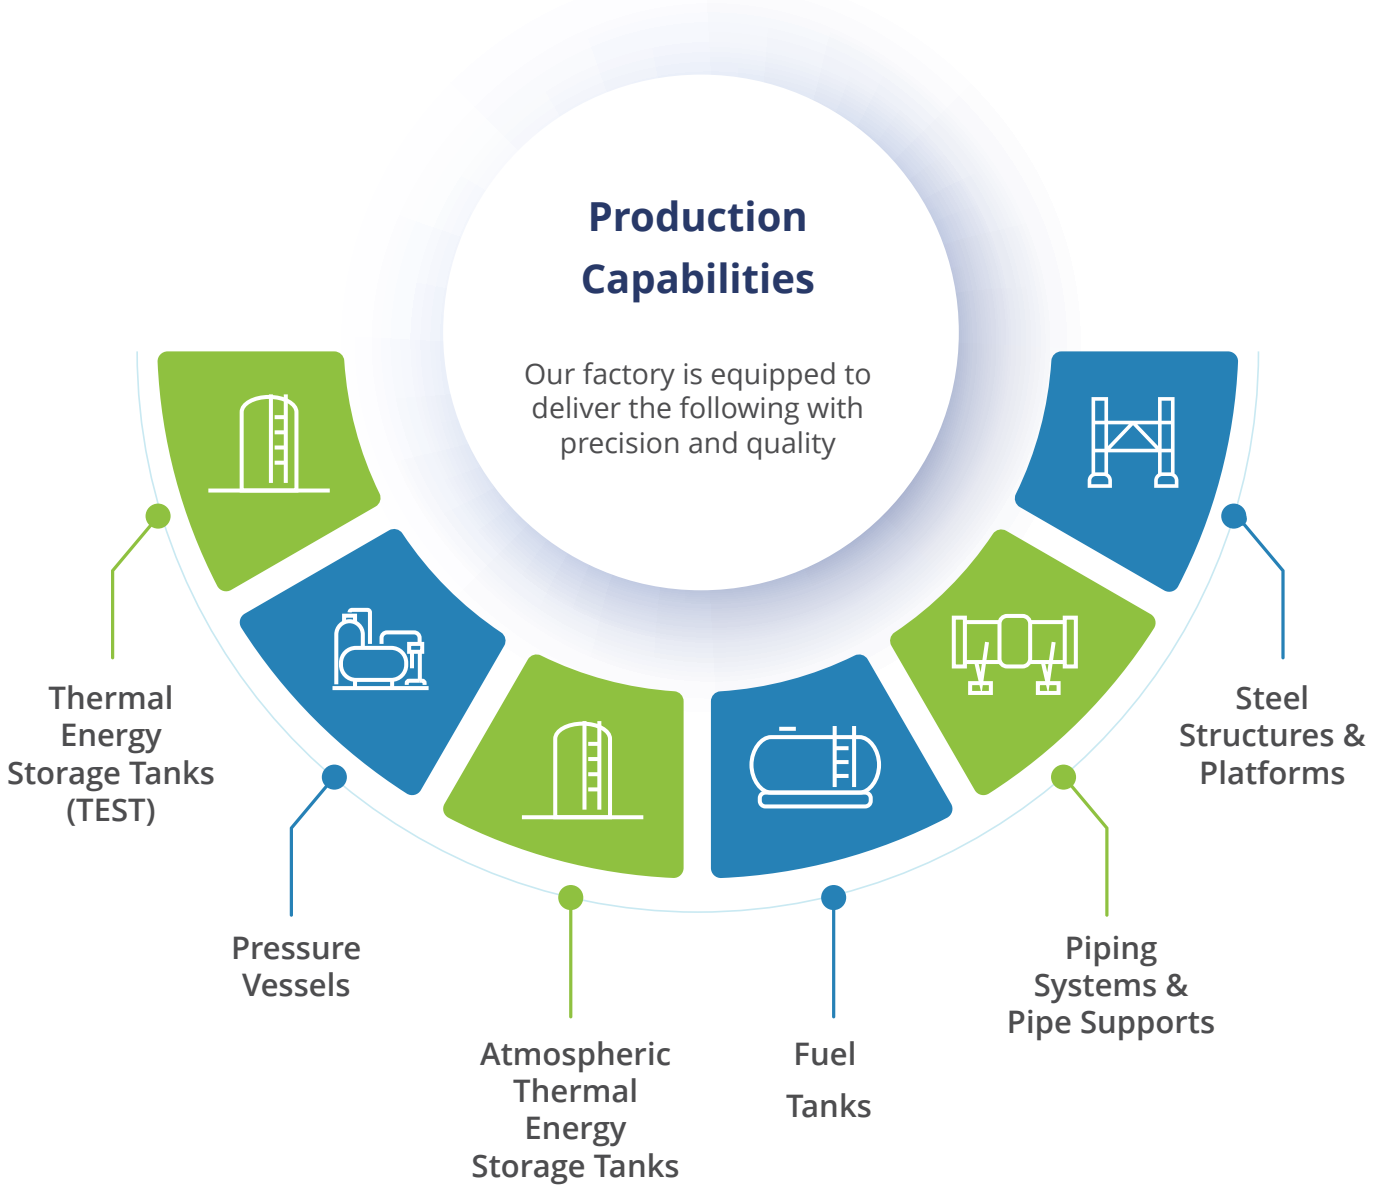 Production
Capabilities
Our factory is equipped to
deliver the following with
precision and quality
Thermal
Energy
Storage Tanks
(TEST)
Pressure
Vessels
Atmospheric
Thermal
Energy
Storage Tanks
Fuel
Tanks
Piping
Systems &
Pipe Supports
Steel
Structures &
Platforms